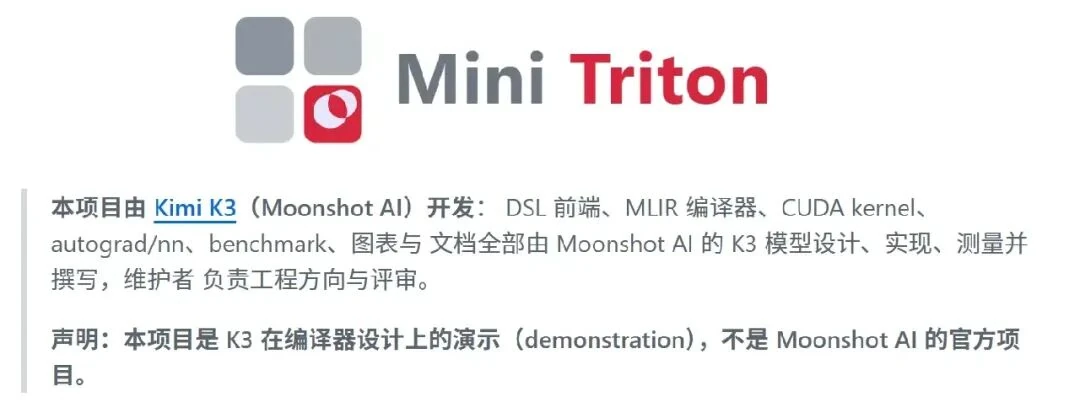 Mini Triton
本项目由 Kimi K3（Moonshot AI）开发： DSL 前端、MLIR 编译器、CUDA kernel、
autograd/nn、benchmark、图表与 文档全部由 Moonshot AI 的 K3 模型设计、实现、测量并
撰写，维护者 负责工程方向与评审。
声明：本项目是 K3 在编译器设计上的演示（demonstration），不是 Moonshot AI 的官方项
目。